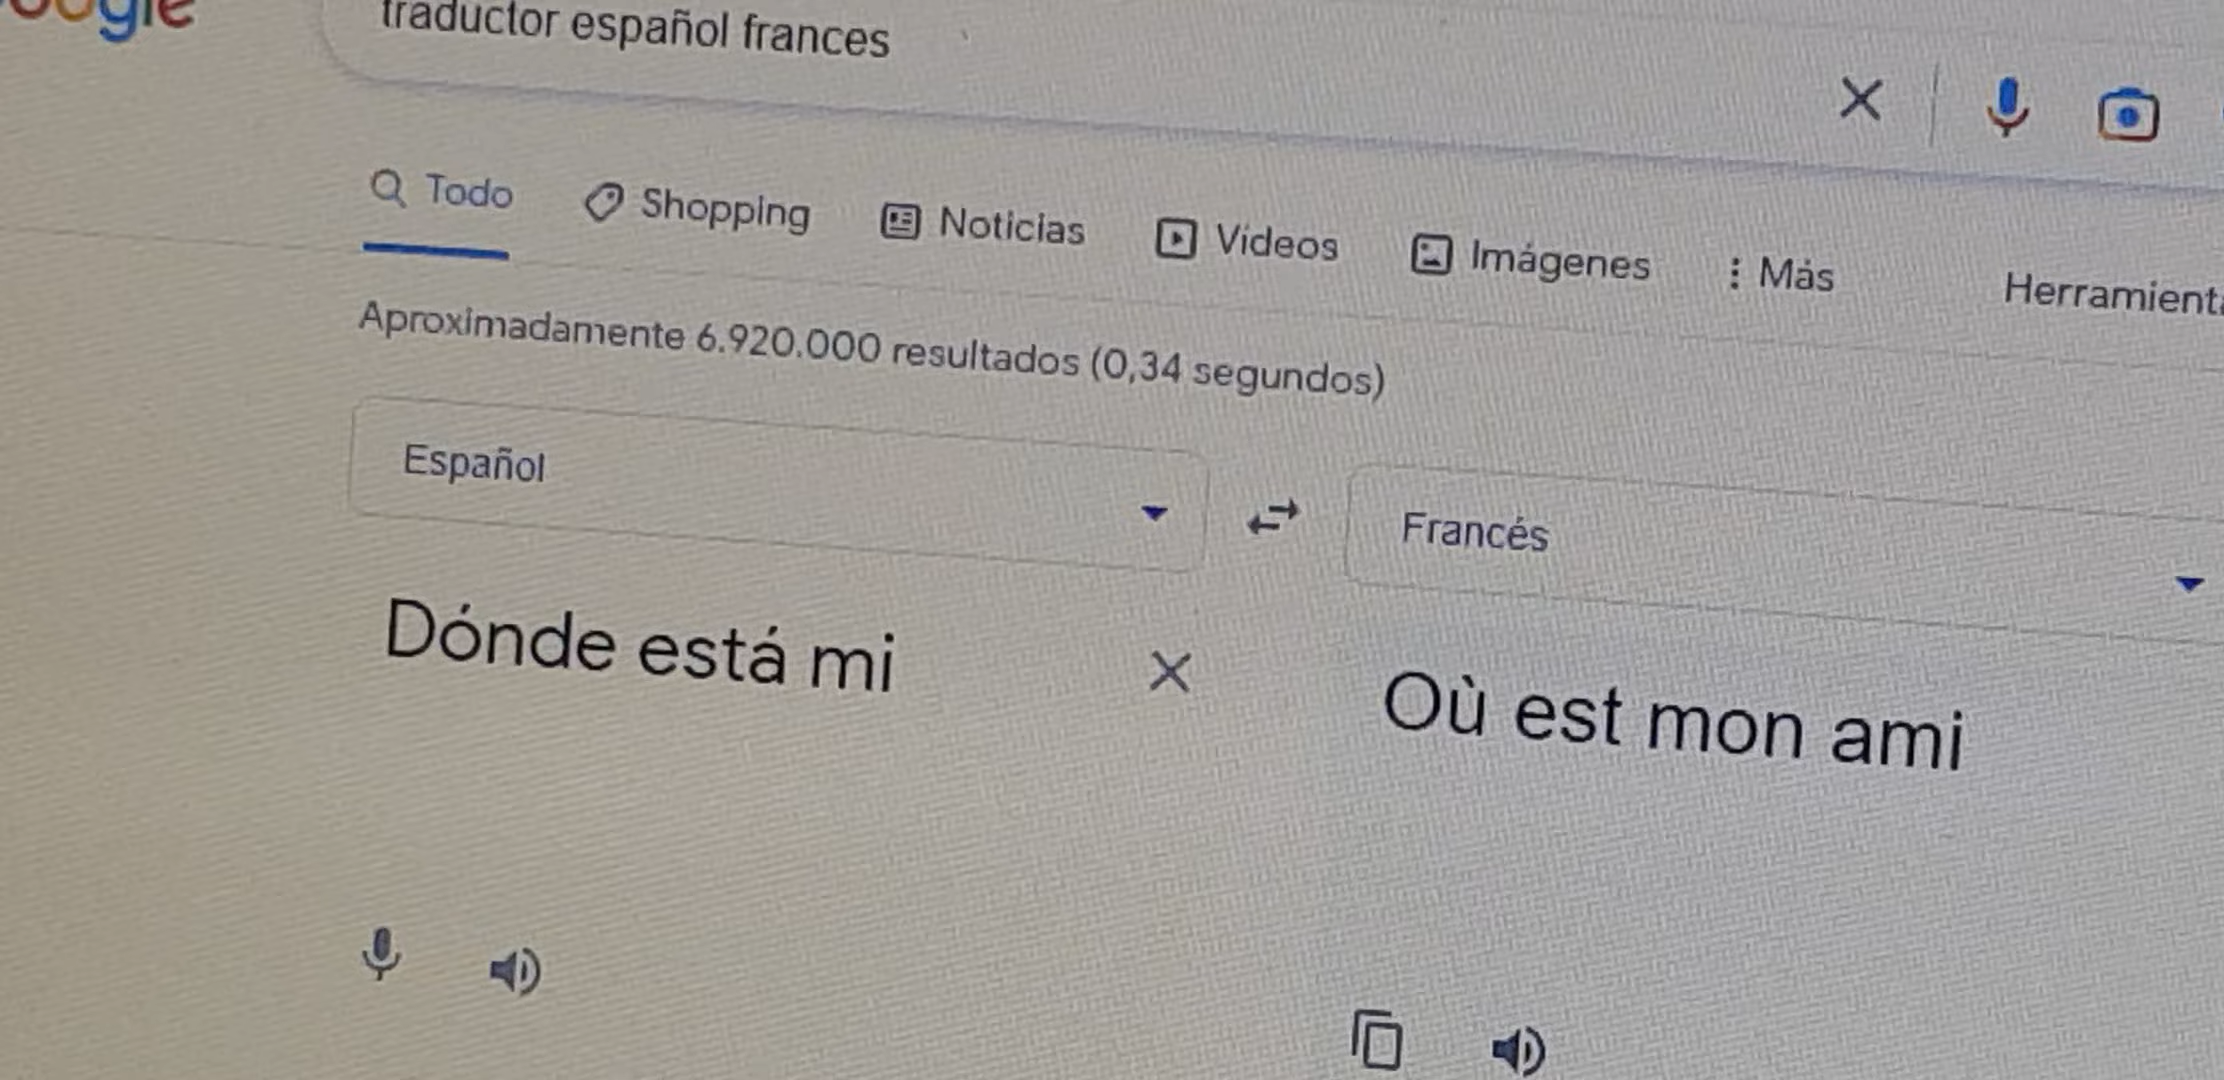 traductor español frances
Todo
Shopping
Noticias
Vídeos
Imágenes
Más
Aproximadamente 6.920.000 resultados (0,34 segundos)
Español
Francés
Dónde está mi
Où est mon ami